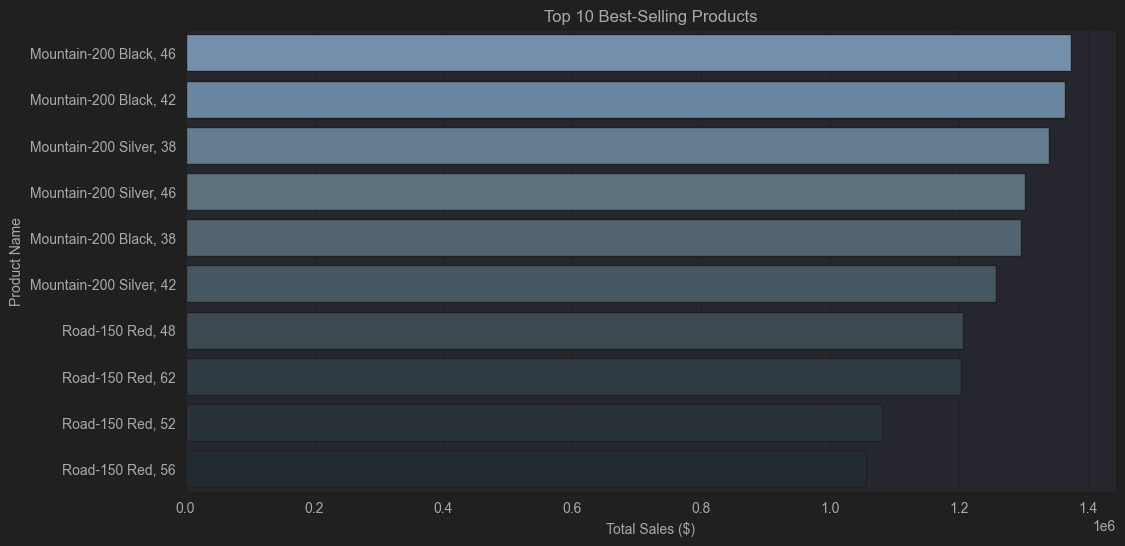 Top 10 Best-Selling Products
Product Name
Mountain-200 Black, 46
Mountain-200 Black, 42
Mountain-200 Silver, 38
Mountain-200 Silver, 46
Mountain-200 Black, 38
Mountain-200 Silver, 42
Road-150 Red, 48
Road-150 Red, 62
Road-150 Red, 52
Road-150 Red, 56
0.0 0.2 0.4 0.6 0.8 1.0 1.2 1.4
1e6
Total Sales ($)